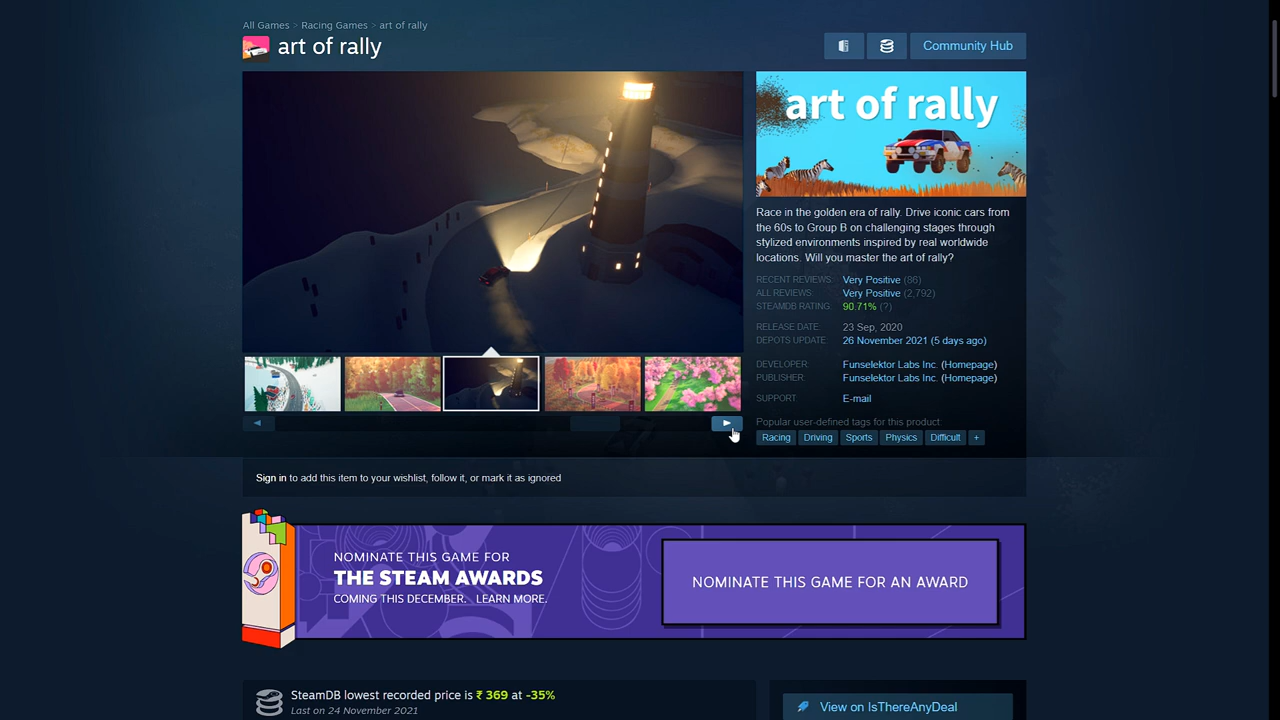 All Games > Racing Games > art of rally
art of rally
Community Hub
art of rally
Race in the golden era of rally. Drive iconic cars from
the 60s to Group B on challenging stages through
stylized environments inspired by real worldwide
locations. Will you master the art of rally?
RECENT REVIEWS: Very Positive (86)
ALL REVIEWS: Very Positive (2,792)
STEAMDB RATING: 90.71% (?)
RELEASE DATE: 23 Sep, 2020
DEPOTS UPDATE: 26 November 2021 (5 days ago)
DEVELOPER: Funselektor Labs Inc. (Homepage)
PUBLISHER: Funselektor Labs Inc. (Homepage)
SUPPORT: E-mail
Popular user-defined tags for this product:
Racing Driving Sports Physics Difficult +
Sign in to add this item to your wishlist, follow it, or mark it as ignored
NOMINATE THIS GAME FOR
THE STEAM AWARDS
COMING THIS DECEMBER. LEARN MORE.
NOMINATE THIS GAME FOR AN AWARD
SteamDB lowest recorded price is ₹ 369 at -35%
Last on 24 November 2021
View on IsThereAnyDeal